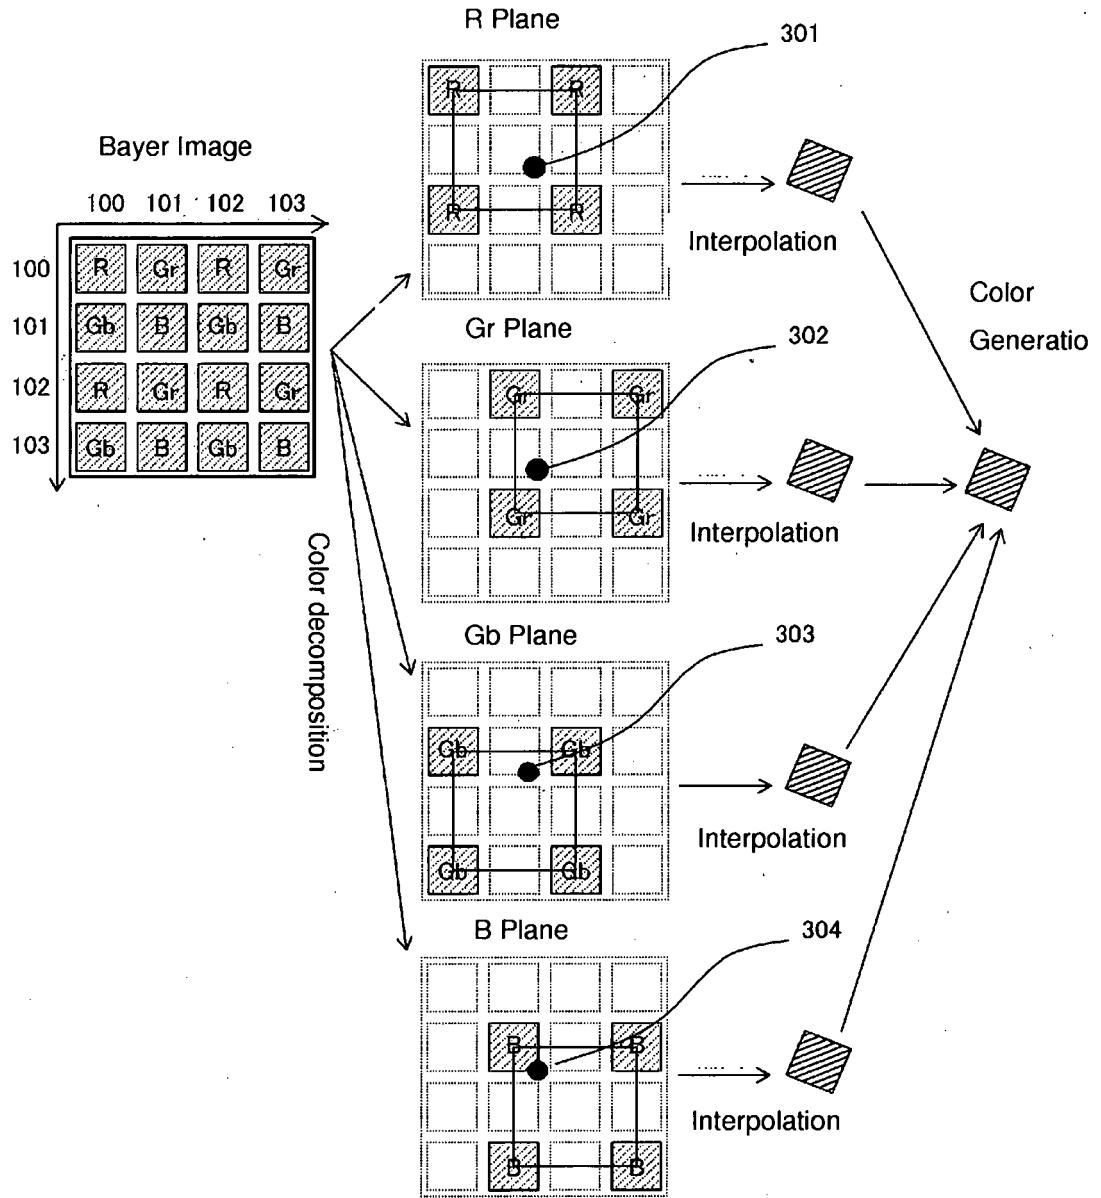 R Plane
301
R R
R R
Interpolation
Bayer Image
100 101 102 103
100 R Gr R Gr
101 Gb B Gb B
102 R Gr R Gr
103 Gb B Gb B
Color decomposition
Gr Plane
302
Gr Gr
Gr Gr
Interpolation
Gb Plane
303
Gb Gb
Gb Gb
Interpolation
B Plane
304
B B
B B
Interpolation
Color
Generatio